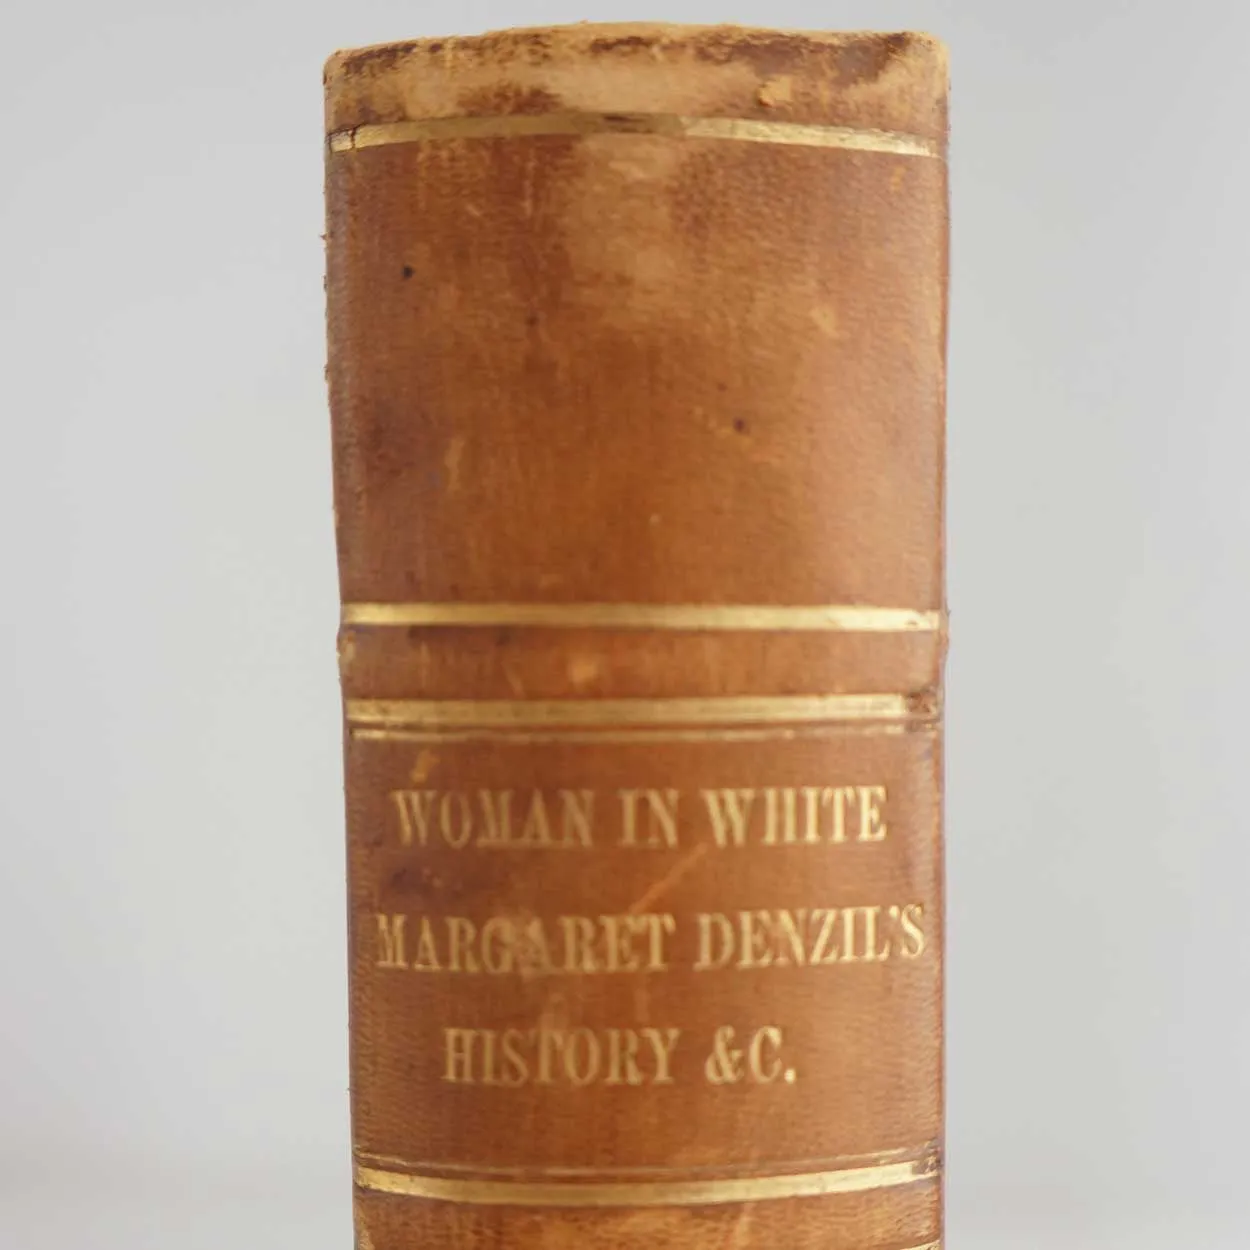 WOMAN IN WHITE
MARGARET DENZIL'S
HISTORY &C.